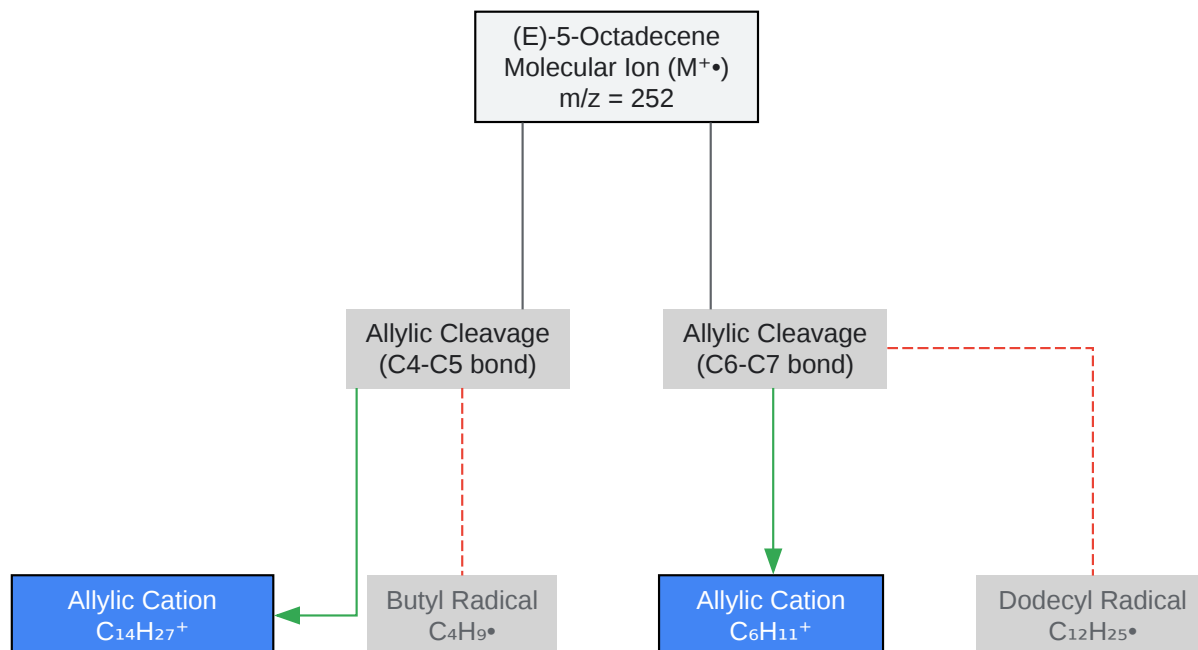 (E)-5-Octadecene
Molecular Ion (M⁺•)
m/z = 252
Allylic Cleavage
(C4-C5 bond)
Allylic Cleavage
(C6-C7 bond)
Allylic Cation
C₁₄H₂₇⁺
Butyl Radical
C₄H₉•
Allylic Cation
C₆H₁₁⁺
Dodecyl Radical
C₁₂H₂₅•